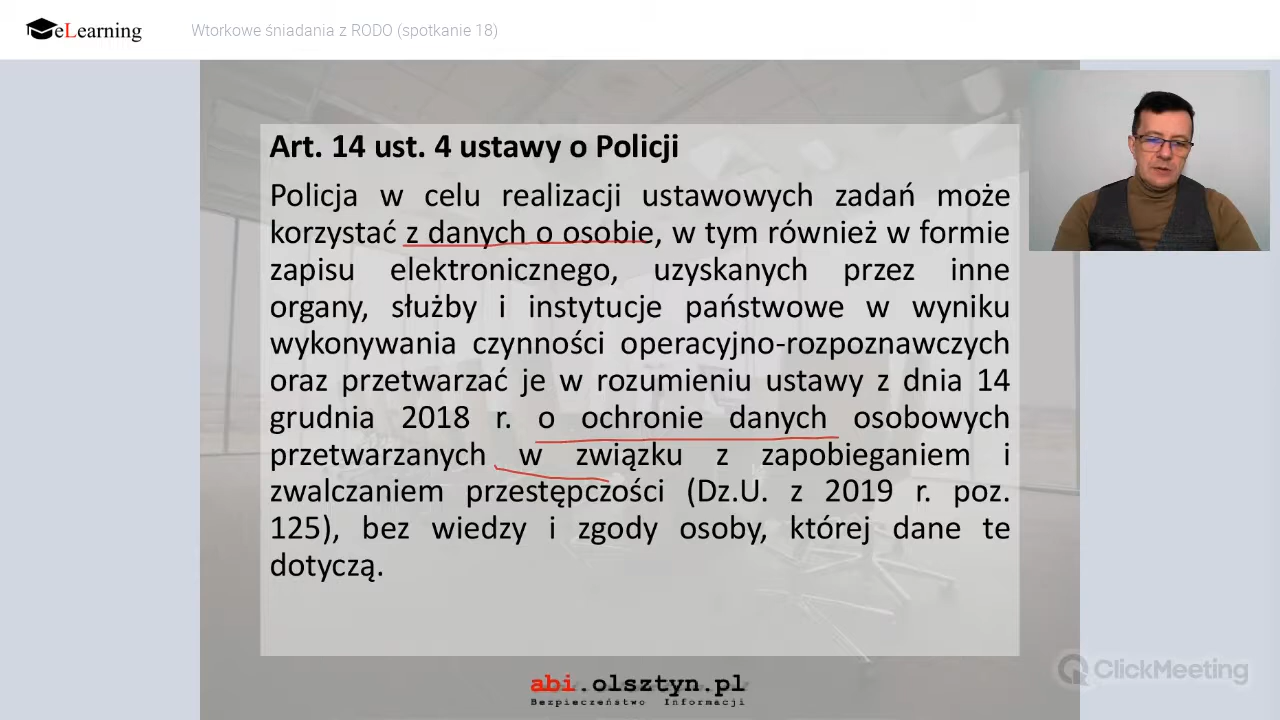 eLearning
Wtorkowe śniadania z RODO (spotkanie 18)
Art. 14 ust. 4 ustawy o Policji
Policja w celu realizacji ustawowych zadań może
korzystać z danych o osobie, w tym również w formie
zapisu elektronicznego, uzyskanych przez inne
organy, służby i instytucje państwowe w wyniku
wykonywania czynności operacyjno-rozpoznawczych
oraz przetwarzać je w rozumieniu ustawy z dnia 14
grudnia 2018 r. o ochronie danych osobowych
przetwarzanych w związku z zapobieganiem i
zwalczaniem przestępczości (Dz.U. z 2019 r. poz.
125), bez wiedzy i zgody osoby, której dane te
dotyczą.
ClickMeeting
abi.olsztyn.pl
Bezpieczeństwo Informacji